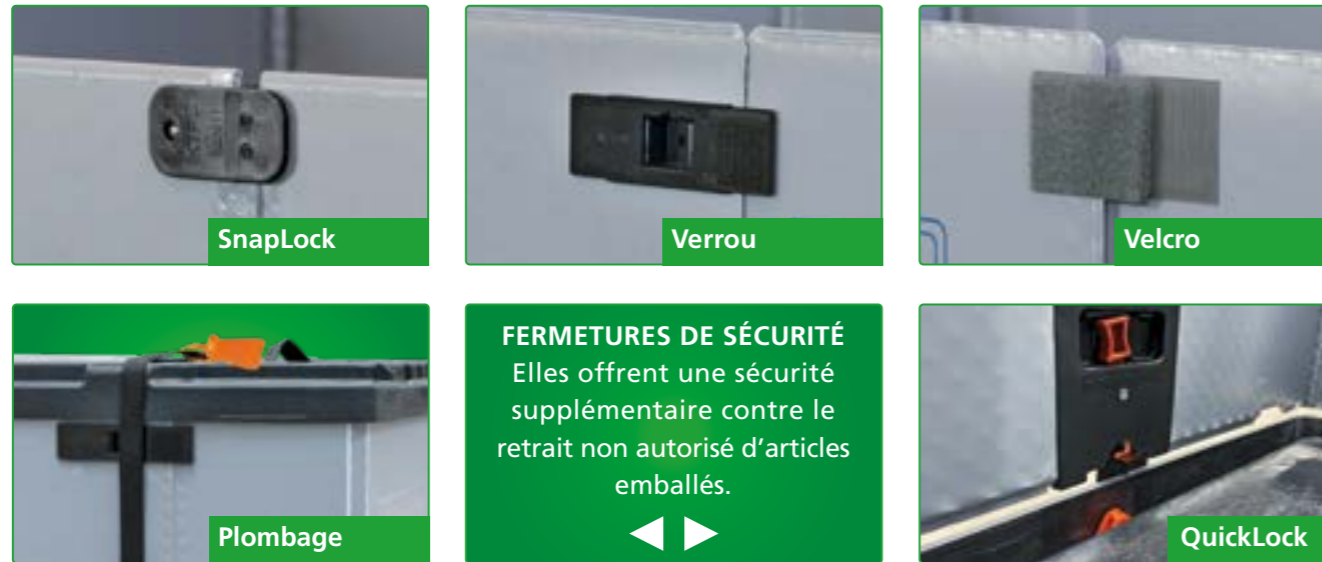 SnapLock
Verrou
Velcro
Plombage
FERMETURES DE SÉCURITÉ
Elles offrent une sécurité
supplémentaire contre le
retrait non autorisé d’articles
emballés.
QuickLock